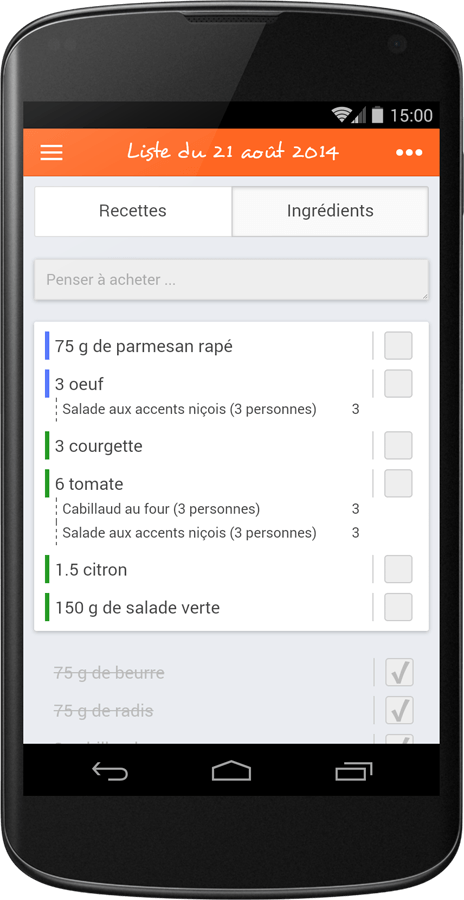 15:00
Liste du 21 août 2014
Recettes
Ingrédients
Penser à acheter ...
75 g de parmesan rapé
3 oeuf
Salade aux accents niçois (3 personnes) 3
3 courgette
6 tomate
Cabillaud au four (3 personnes) 3
Salade aux accents niçois (3 personnes) 3
1.5 citron
150 g de salade verte
75 g de beurre
75 g de radis